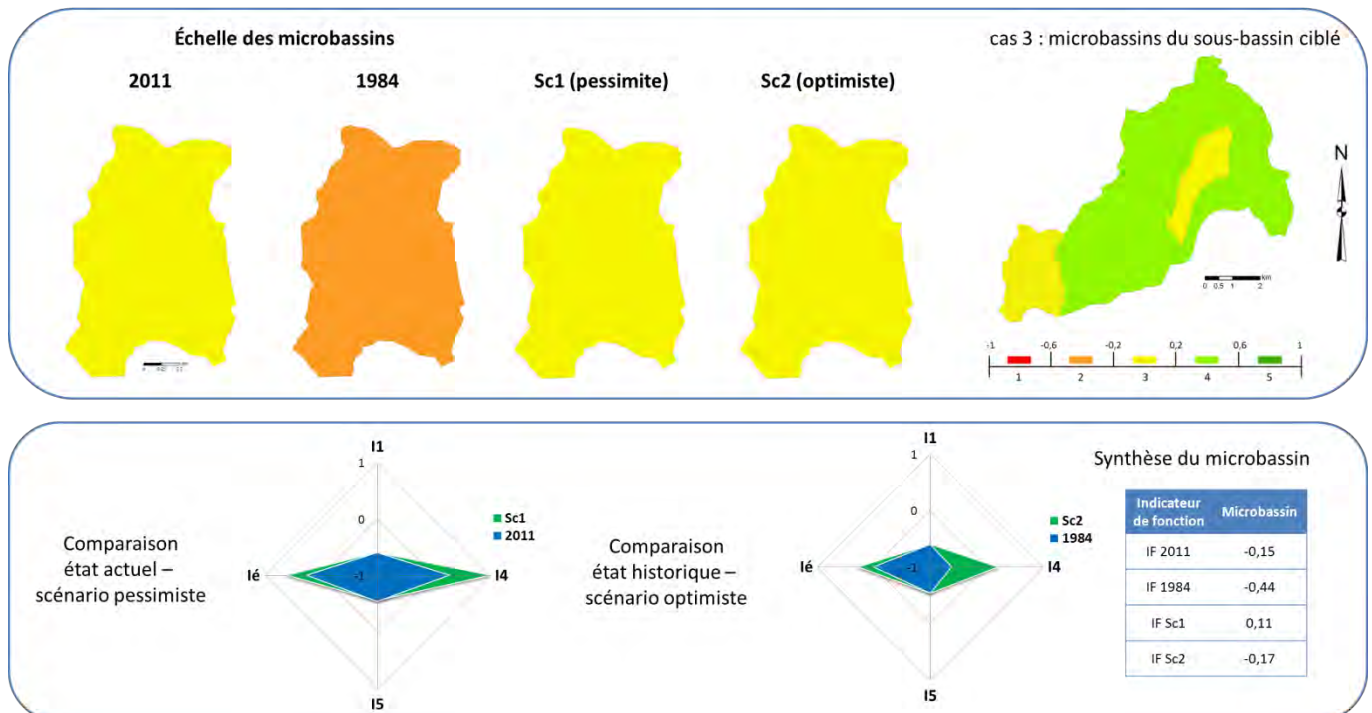 Échelle des microbassins
cas 3 : microbassins du sous-bassin ciblé
2011
1984
Sc1 (pessimite)
Sc2 (optimiste)
N
km
0 0,5 1 2
-1 -0,6 -0,2 0,2 0,6 1
1 2 3 4 5
Comparaison
état actuel –
scénario pessimiste
I1
1
0
-1
Ié
I4
I5
Sc1
2011
Comparaison
état historique –
scénario optimiste
I1
1
0
-1
Ié
I4
I5
Sc2
1984
Synthèse du microbassin
Indicateur de fonction Microbassin
IF 2011 -0,15
IF 1984 -0,44
IF Sc1 0,11
IF Sc2 -0,17